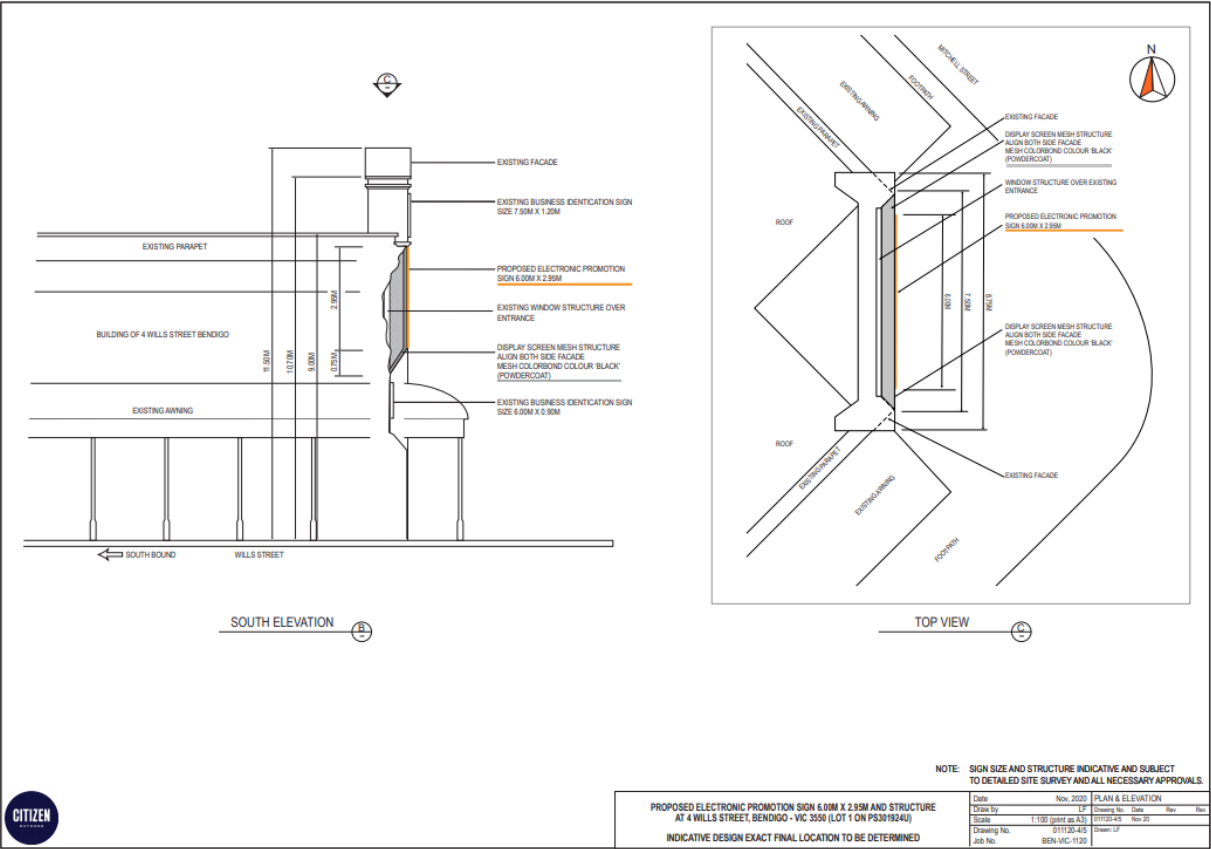 C
EXISTING FACADE
EXISTING BUSINESS IDENTICATION SIGN
SIZE 7.50M X 1.20M
EXISTING PARAPET
PROPOSED ELECTRONIC PROMOTION
SIGN 6.00M X 2.95M
2.95M
EXISTING WINDOW STRUCTURE OVER
ENTRANCE
BUILDING OF 4 WILLS STREET BENDIGO
11.50M
10.70M
9.00M
0.75M
DISPLAY SCREEN MESH STRUCTURE
ALIGN BOTH SIDE FACADE
MESH COLORBOND COLOUR 'BLACK'
(POWDERCOAT)
EXISTING BUSINESS IDENTICATION SIGN
SIZE 6.00M X 0.90M
EXISTING AWNING
SOUTH BOUND
WILLS STREET
SOUTH ELEVATION
B
MITCHELL STREET
FOOTPATH
EXISTING AWNING
EXISTING PARAPET
N
EXISTING FACADE
DISPLAY SCREEN MESH STRUCTURE
ALIGN BOTH SIDE FACADE
MESH COLORBOND COLOUR 'BLACK'
(POWDERCOAT)
WINDOW STRUCTURE OVER EXISTING
ENTRANCE
ROOF
PROPOSED ELECTRONIC PROMOTION
SIGN 6.00M X 2.95M
6.00M
7.50M
8.75M
DISPLAY SCREEN MESH STRUCTURE
ALIGN BOTH SIDE FACADE
MESH COLORBOND COLOUR 'BLACK'
(POWDERCOAT)
ROOF
EXISTING PARAPET
EXISTING FACADE
EXISTING AWNING
FOOTPATH
TOP VIEW
C
NOTE: SIGN SIZE AND STRUCTURE INDICATIVE AND SUBJECT
TO DETAILED SITE SURVEY AND ALL NECESSARY APPROVALS.
CITIZEN
OUTDOOR
PROPOSED ELECTRONIC PROMOTION SIGN 6.00M X 2.95M AND STRUCTURE
AT 4 WILLS STREET, BENDIGO - VIC 3550 (LOT 1 ON PS301924U)
INDICATIVE DESIGN EXACT FINAL LOCATION TO BE DETERMINED
Date Nov, 2020
Draw by LF
Scale 1:100 (print as A3)
Drawing No. 011120-4/5
Job No. BEN-VIC-1120
PLAN & ELEVATION
Drawing No. Date Rev Rev
011120-4/5 Nov 20
Drawn: LF